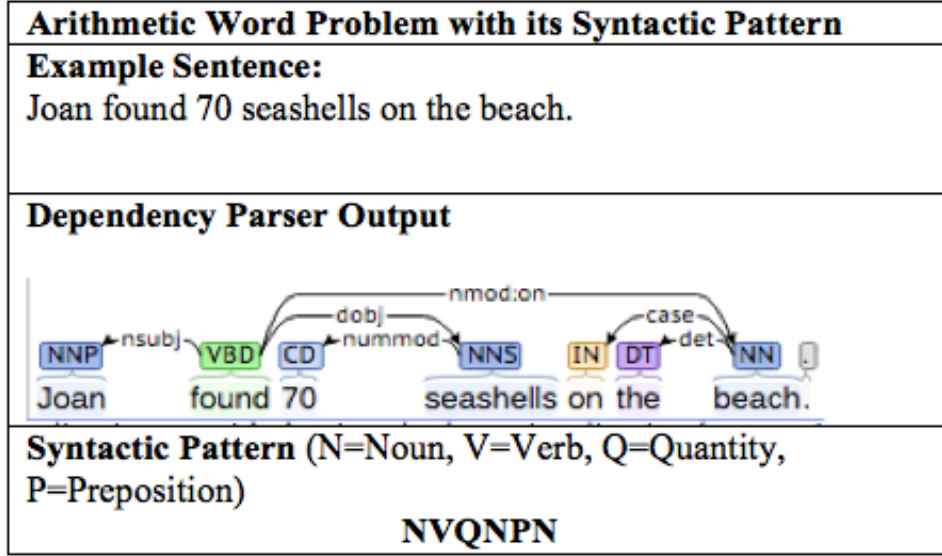 Arithmetic Word Problem with its Syntactic Pattern
Example Sentence:
Joan found 70 seashells on the beach.
Dependency Parser Output
nmod:on
dobj case
nsubj nummod det
NNP VBD CD NNS IN DT NN .
Joan found 70 seashells on the beach.
Syntactic Pattern (N=Noun, V=Verb, Q=Quantity,
P=Preposition)
NVQNPN